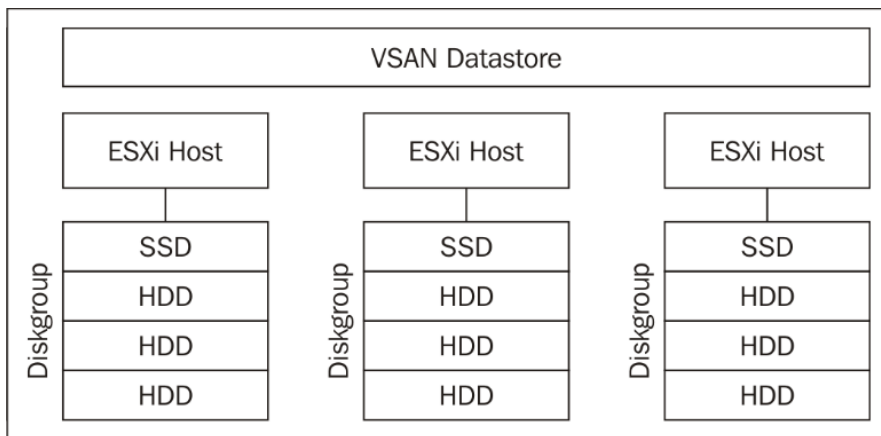 VSAN Datastore
ESXi Host ESXi Host ESXi Host
Diskgroup
SSD
HDD
HDD
HDD
Diskgroup
SSD
HDD
HDD
HDD
Diskgroup
SSD
HDD
HDD
HDD